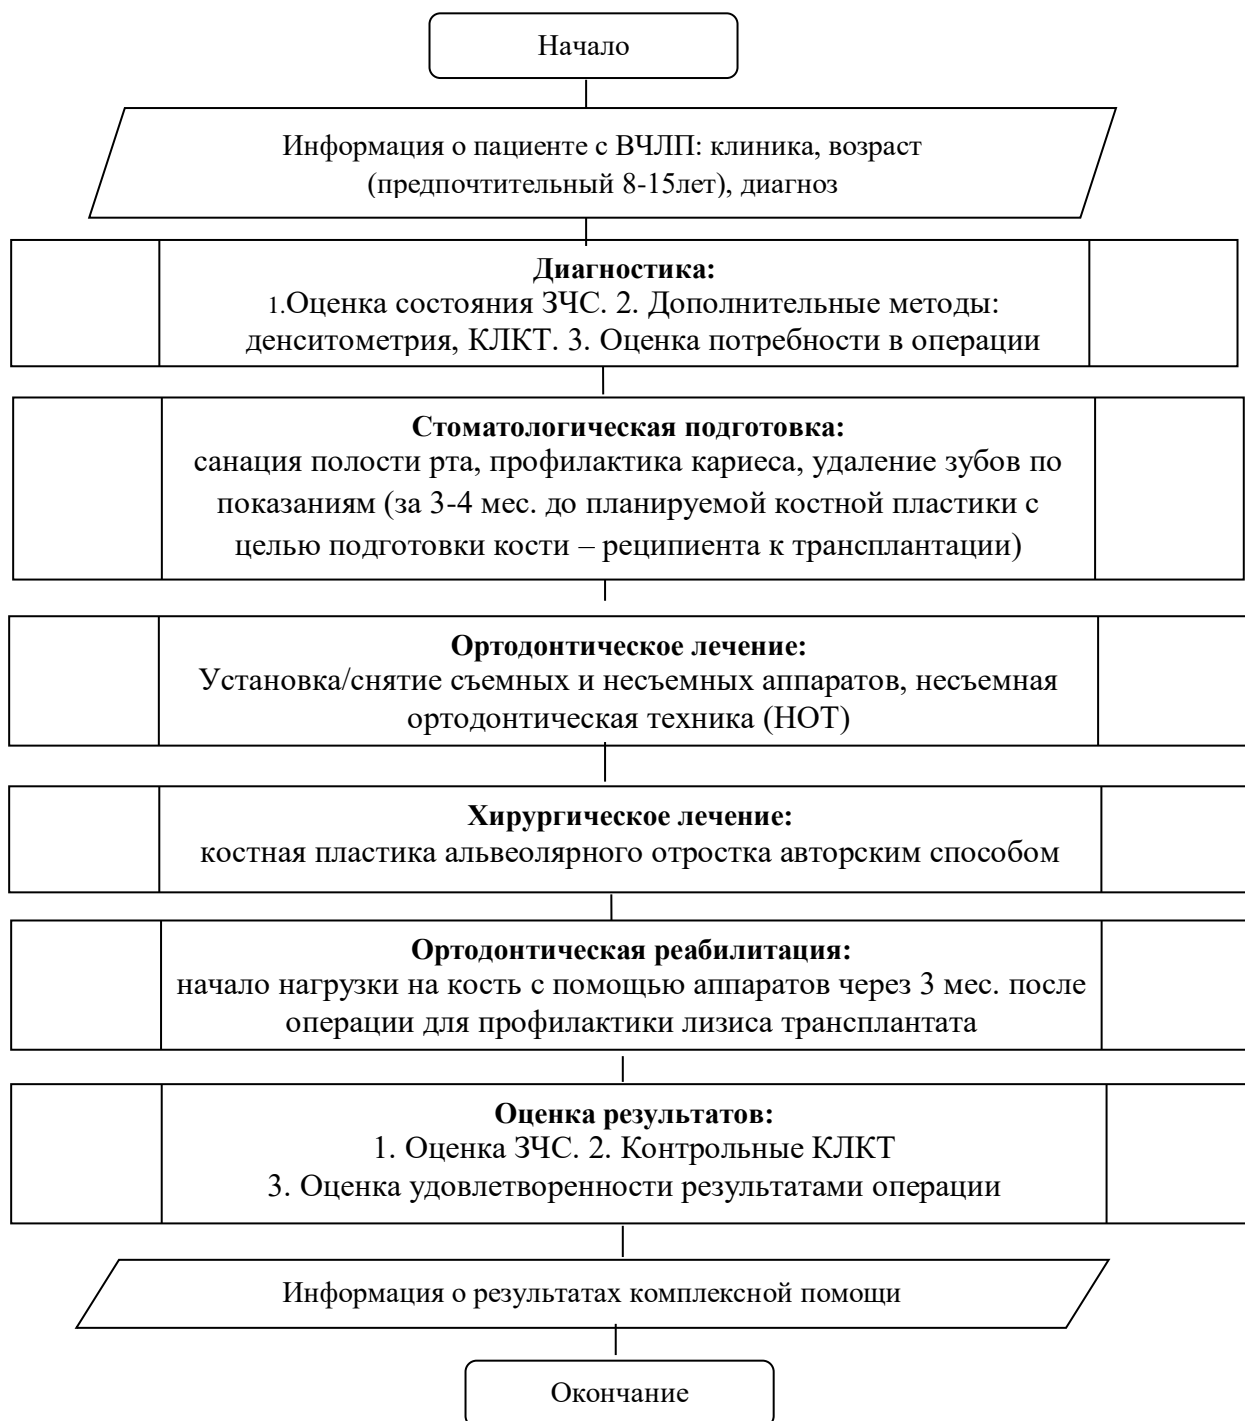 Начало
Информация о пациенте с ВЧЛП: клиника, возраст
(предпочтительный 8-15лет), диагноз
Диагностика:
1.Оценка состояния ЗЧС. 2. Дополнительные методы:
денситометрия, КЛКТ. 3. Оценка потребности в операции
Стоматологическая подготовка:
санация полости рта, профилактика кариеса, удаление зубов по
показаниям (за 3-4 мес. до планируемой костной пластики с
целью подготовки кости – реципиента к трансплантации)
Ортодонтическое лечение:
Установка/снятие съемных и несъемных аппаратов, несъемная
ортодонтическая техника (НОТ)
Хирургическое лечение:
костная пластика альвеолярного отростка авторским способом
Ортодонтическая реабилитация:
начало нагрузки на кость с помощью аппаратов через 3 мес. после
операции для профилактики лизиса трансплантата
Оценка результатов:
1. Оценка ЗЧС. 2. Контрольные КЛКТ
3. Оценка удовлетворенности результатами операции
Информация о результатах комплексной помощи
Окончание